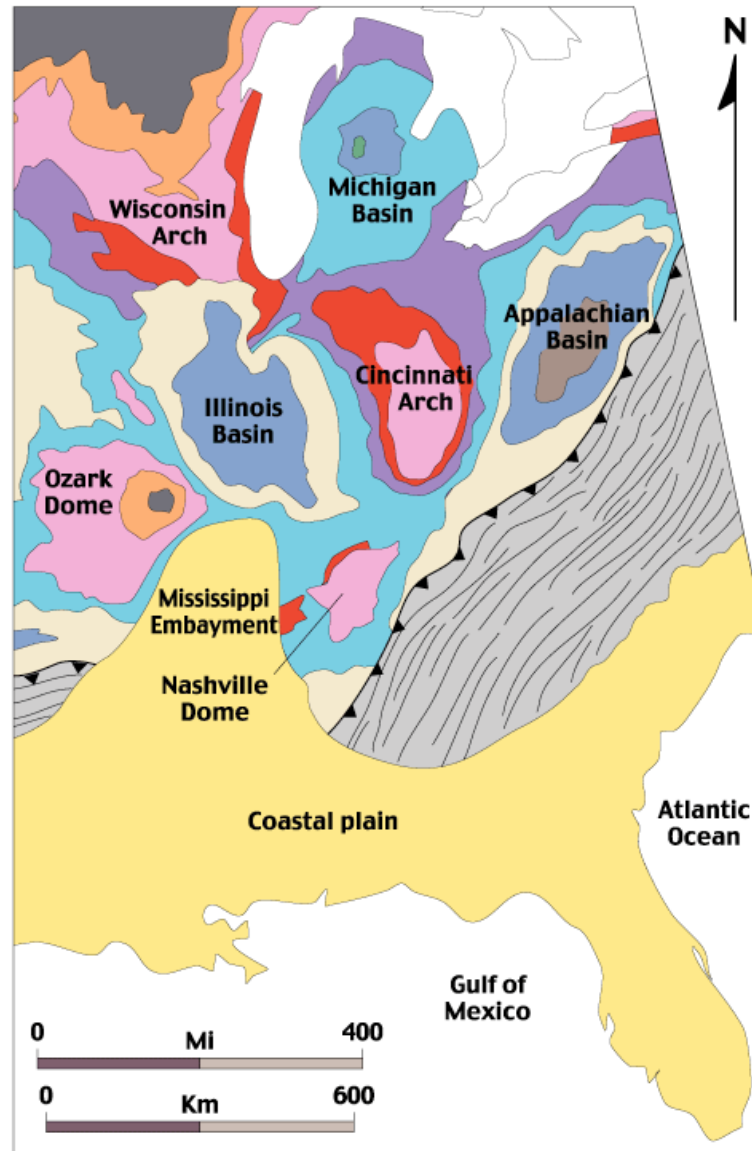 N
Michigan
Basin
Wisconsin
Arch
Appalachian
Basin
Cincinnati
Arch
Illinois
Basin
Ozark
Dome
Mississippi
Embayment
Nashville
Dome
Coastal plain
Atlantic
Ocean
Gulf of
Mexico
0 Mi 400
0 Km 600